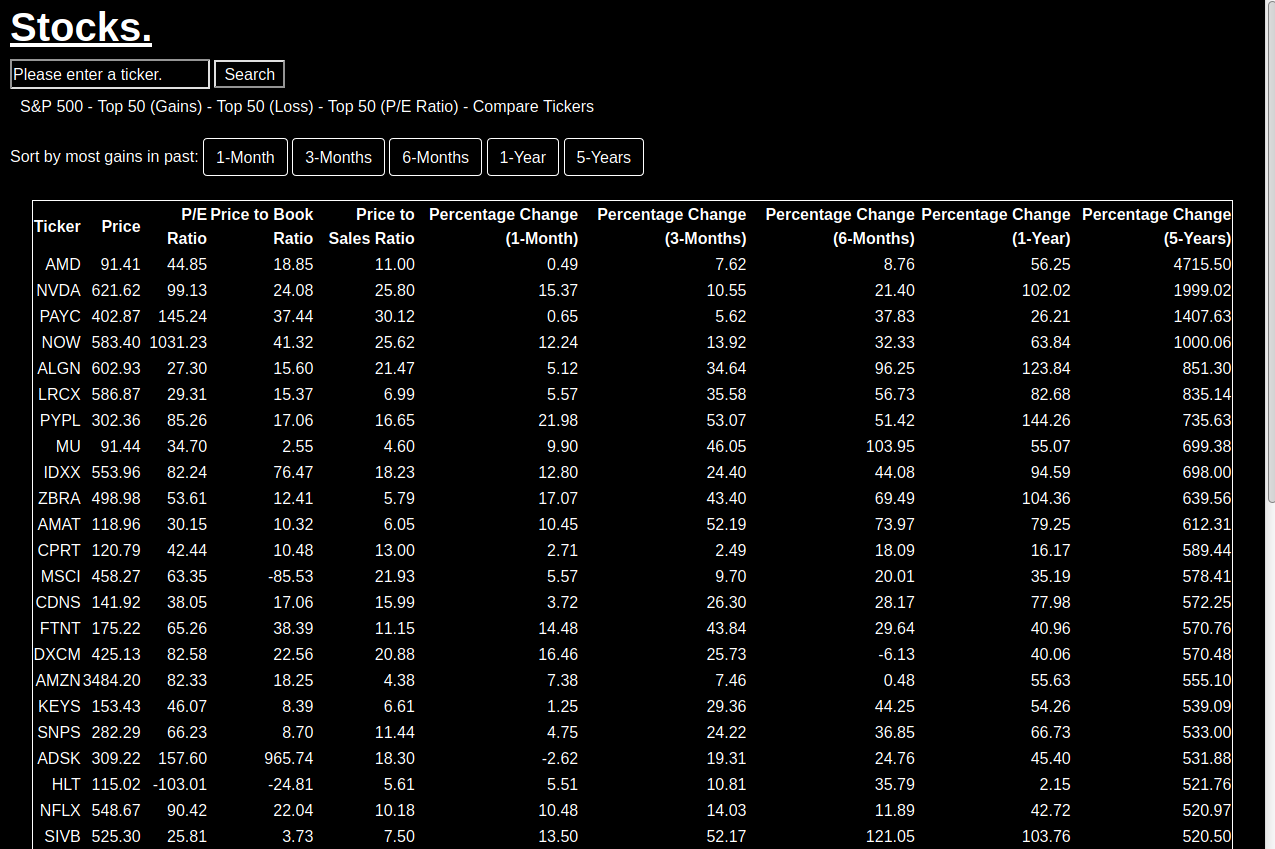 Stocks.
Please enter a ticker. Search
S&P 500 - Top 50 (Gains) - Top 50 (Loss) - Top 50 (P/E Ratio) - Compare Tickers
Sort by most gains in past: 1-Month 3-Months 6-Months 1-Year 5-Years
Ticker Price P/E Ratio Price to Book Ratio Price to Sales Ratio Percentage Change (1-Month) Percentage Change (3-Months) Percentage Change (6-Months) Percentage Change (1-Year) Percentage Change (5-Years)
AMD 91.41 44.85 18.85 11.00 0.49 7.62 8.76 56.25 4715.50
NVDA 621.62 99.13 24.08 25.80 15.37 10.55 21.40 102.02 1999.02
PAYC 402.87 145.24 37.44 30.12 0.65 5.62 37.83 26.21 1407.63
NOW 583.40 1031.23 41.32 25.62 12.24 13.92 32.33 63.84 1000.06
ALGN 602.93 27.30 15.60 21.47 5.12 34.64 96.25 123.84 851.30
LRCX 586.87 29.31 15.37 6.99 5.57 35.58 56.73 82.68 835.14
PYPL 302.36 85.26 17.06 16.65 21.98 53.07 51.42 144.26 735.63
MU 91.44 34.70 2.55 4.60 9.90 46.05 103.95 55.07 699.38
IDXX 553.96 82.24 76.47 18.23 12.80 24.40 44.08 94.59 698.00
ZBRA 498.98 53.61 12.41 5.79 17.07 43.40 69.49 104.36 639.56
AMAT 118.96 30.15 10.32 6.05 10.45 52.19 73.97 79.25 612.31
CPRT 120.79 42.44 10.48 13.00 2.71 2.49 18.09 16.17 589.44
MSCI 458.27 63.35 -85.53 21.93 5.57 9.70 20.01 35.19 578.41
CDNS 141.92 38.05 17.06 15.99 3.72 26.30 28.17 77.98 572.25
FTNT 175.22 65.26 38.39 11.15 14.48 43.84 29.64 40.96 570.76
DXCM 425.13 82.58 22.56 20.88 16.46 25.73 -6.13 40.06 570.48
AMZN 3484.20 82.33 18.25 4.38 7.38 7.46 0.48 55.63 555.10
KEYS 153.43 46.07 8.39 6.61 1.25 29.36 44.25 54.26 539.09
SNPS 282.29 66.23 8.70 11.44 4.75 24.22 36.85 66.73 533.00
ADSK 309.22 157.60 965.74 18.30 -2.62 19.31 24.76 45.40 531.88
HLT 115.02 -103.01 -24.81 5.61 5.51 10.81 35.79 2.15 521.76
NFLX 548.67 90.42 22.04 10.18 10.48 14.03 11.89 42.72 520.97
SIVB 525.30 25.81 3.73 7.50 13.50 52.17 121.05 103.76 520.50